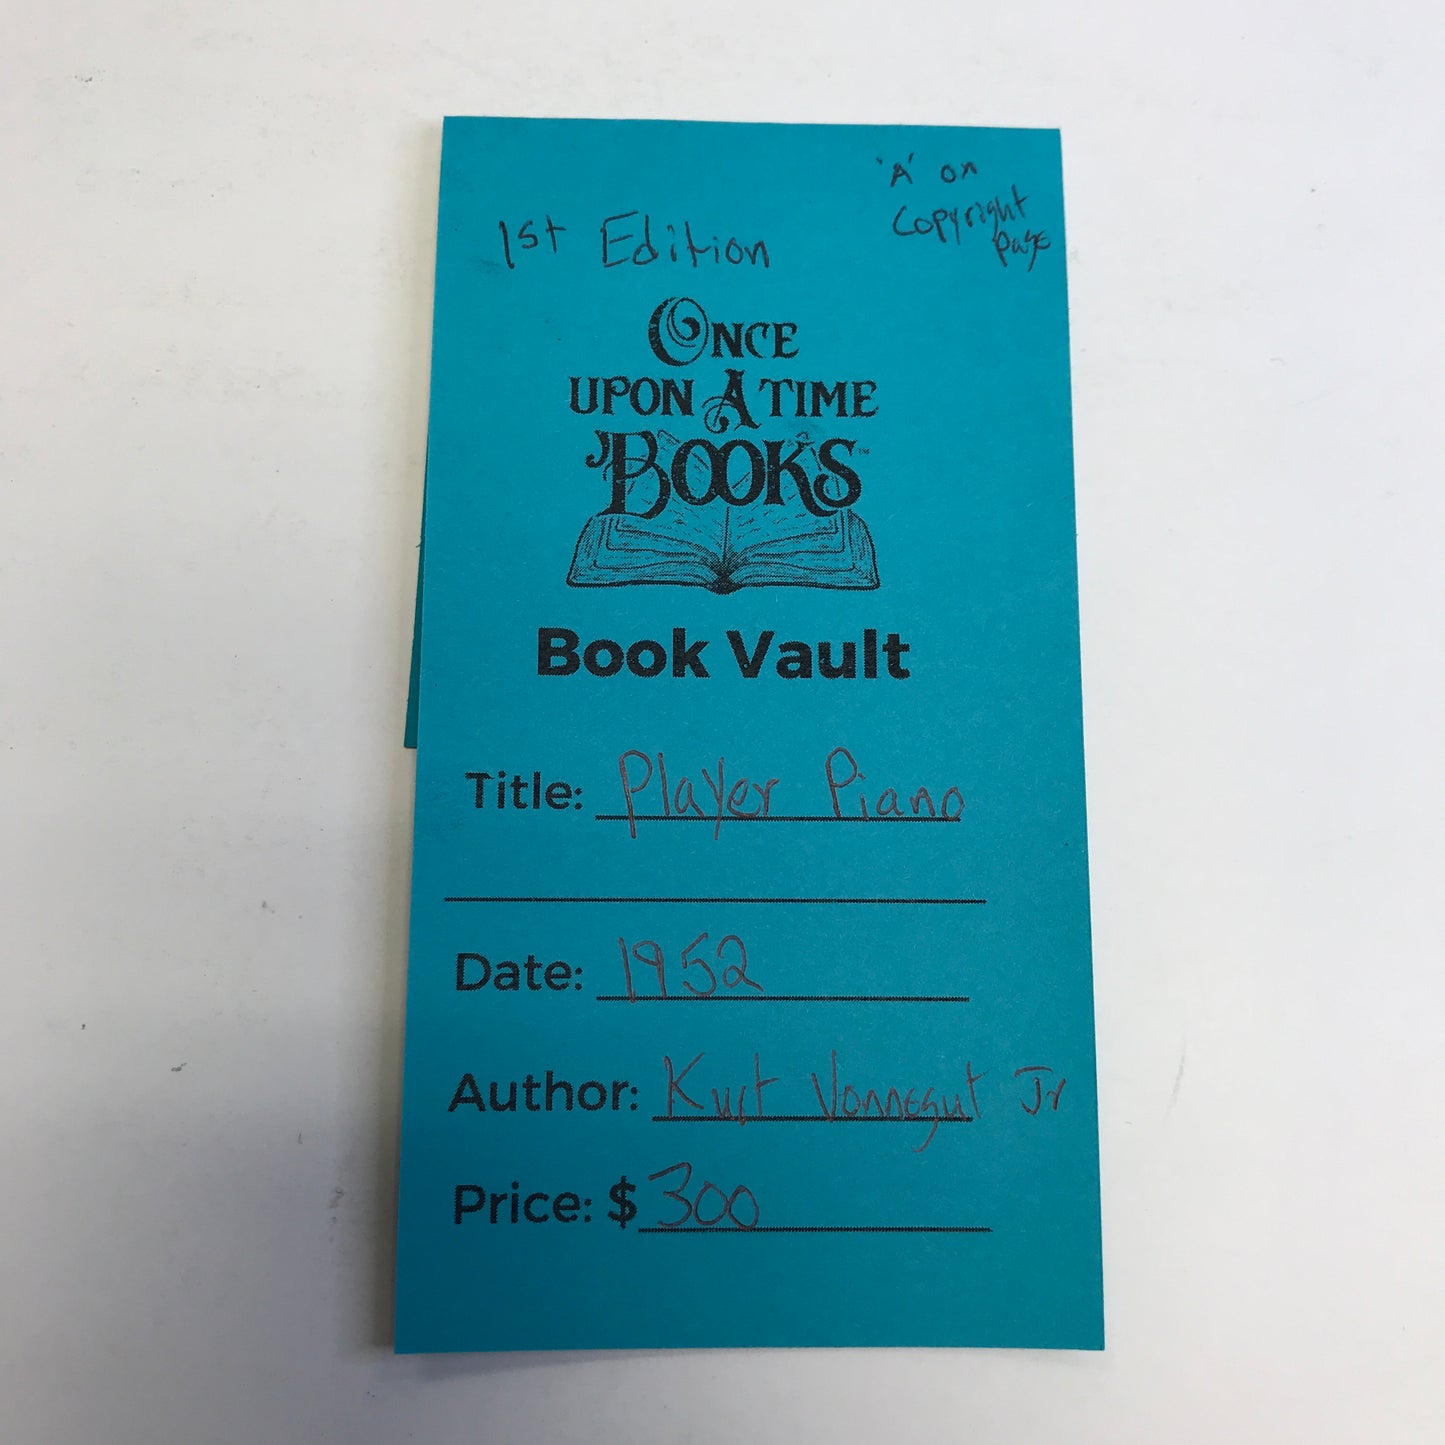 'A' on
Copyright
Page
1st Edition
ONCE
UPON A TIME
BOOKS™
Book Vault
Title: Player Piano
Date: 1952
Author: Kurt Vonnegut Jr
Price: $300